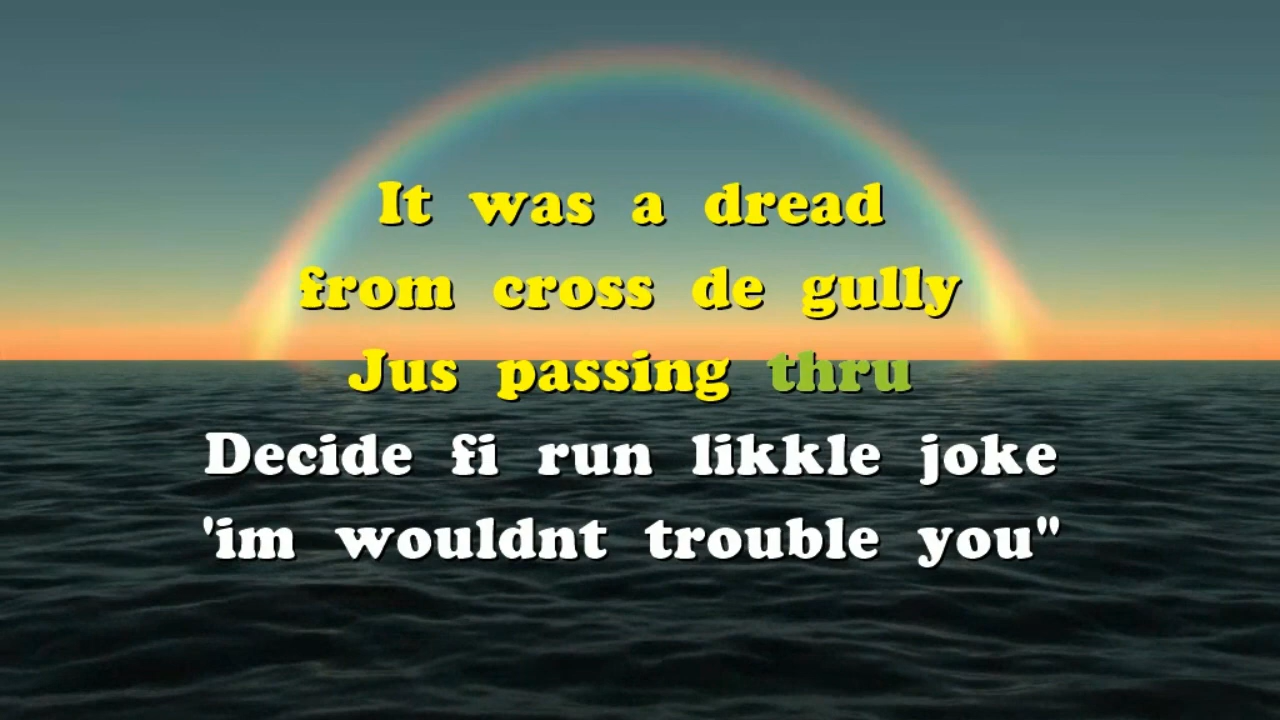 It was a dread
from cross de gully
Jus passing thru
Decide fi run likkle joke
'im wouldnt trouble you"